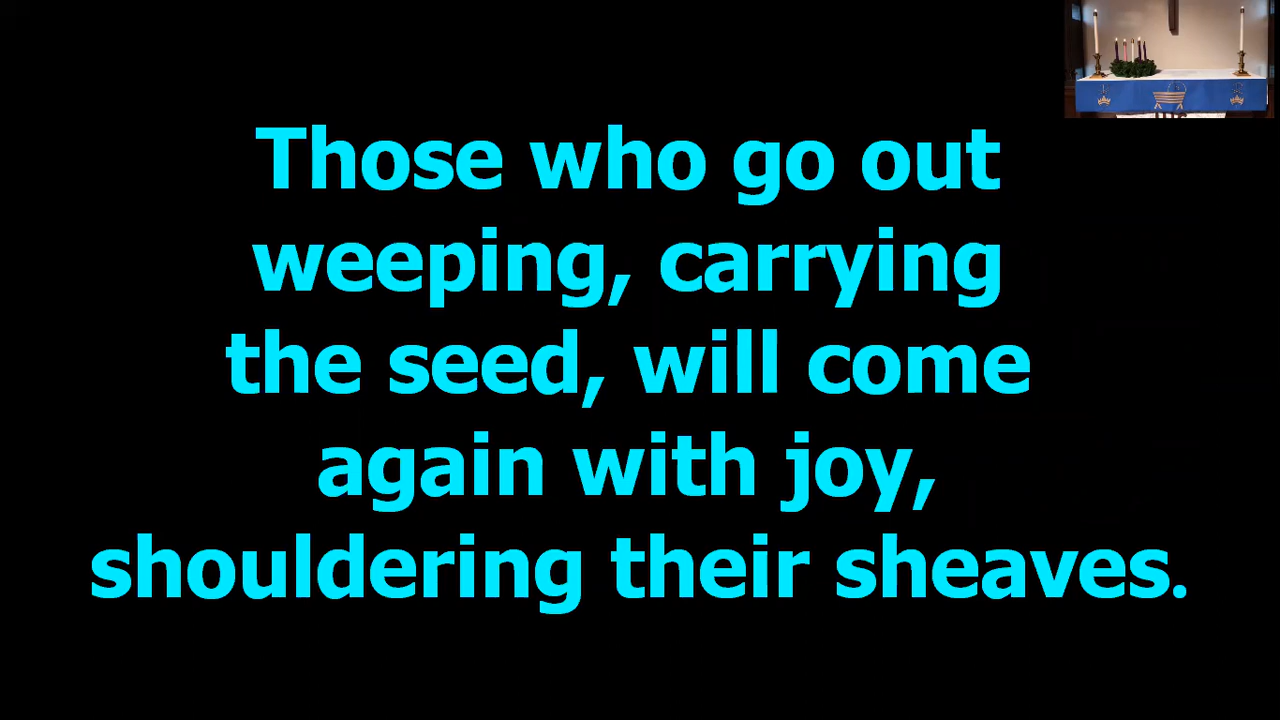 Those who go out
weeping, carrying
the seed, will come
again with joy,
shouldering their sheaves.